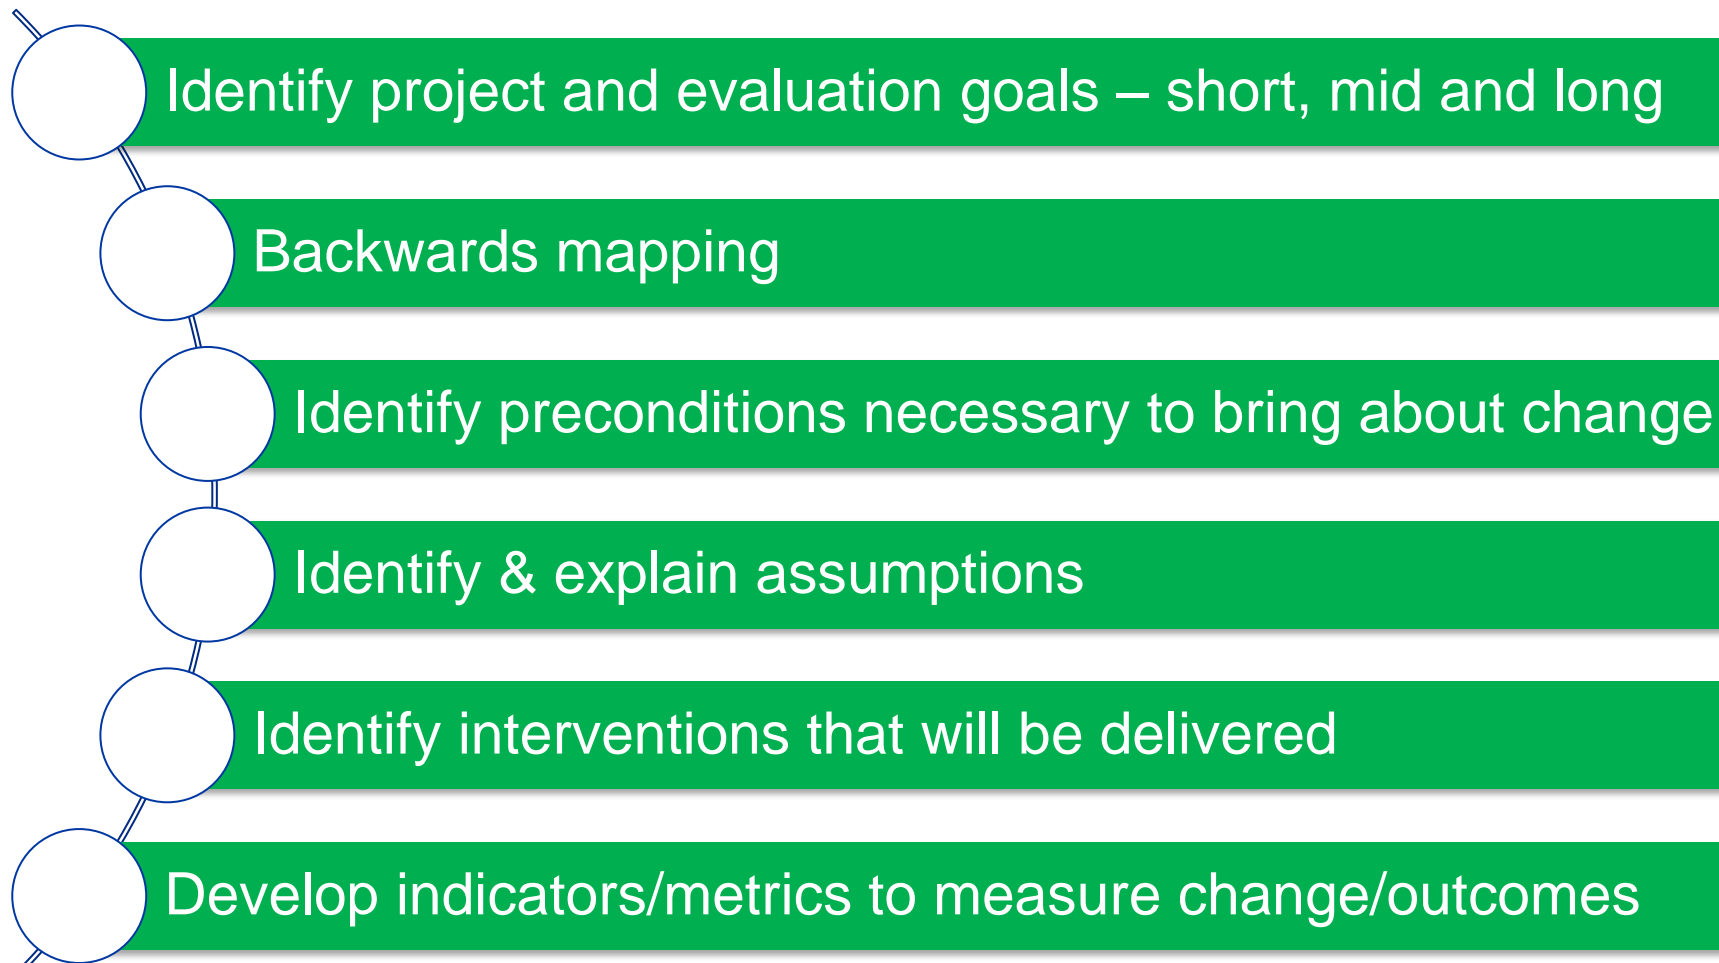 Identify project and evaluation goals – short, mid and long
Backwards mapping
Identify preconditions necessary to bring about change
Identify & explain assumptions
Identify interventions that will be delivered
Develop indicators/metrics to measure change/outcomes